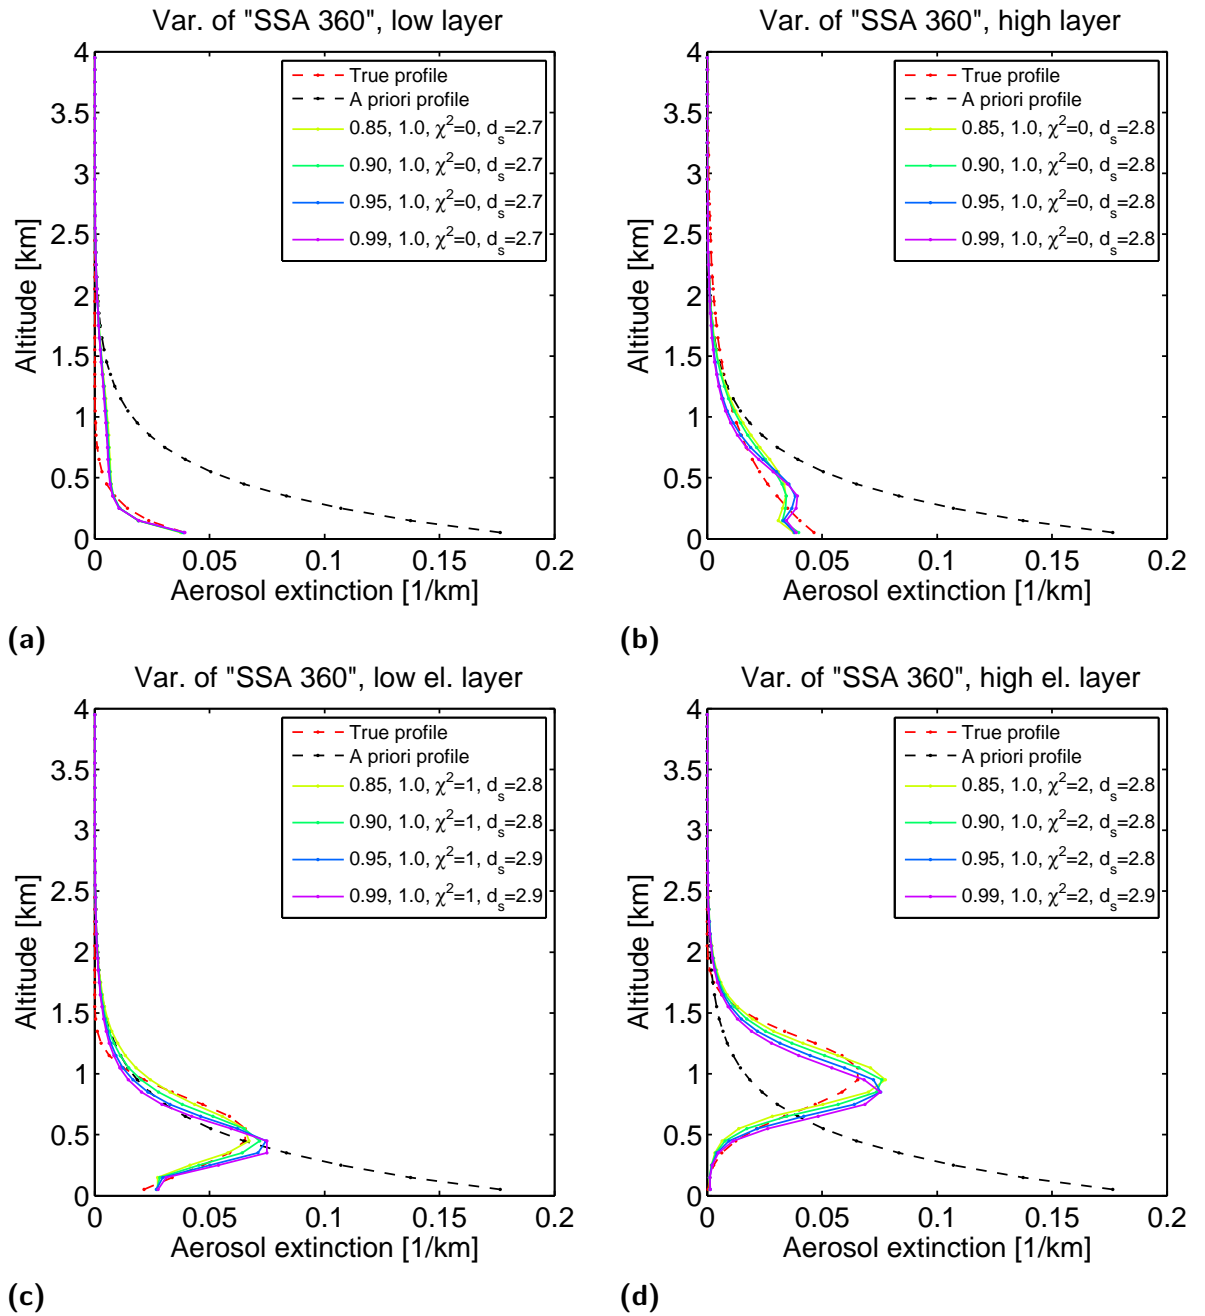 Var. of "SSA 360", low layer
4
3.5
3
2.5
2
1.5
1
0.5
0
Altitude [km]
True profile
A priori profile
0.85, 1.0, χ²=0, dₛ=2.7
0.90, 1.0, χ²=0, dₛ=2.7
0.95, 1.0, χ²=0, dₛ=2.7
0.99, 1.0, χ²=0, dₛ=2.7
0 0.05 0.1 0.15 0.2
Aerosol extinction [1/km]
(a)
Var. of "SSA 360", high layer
4
3.5
3
2.5
2
1.5
1
0.5
0
Altitude [km]
True profile
A priori profile
0.85, 1.0, χ²=0, dₛ=2.8
0.90, 1.0, χ²=0, dₛ=2.8
0.95, 1.0, χ²=0, dₛ=2.8
0.99, 1.0, χ²=0, dₛ=2.8
0 0.05 0.1 0.15 0.2
Aerosol extinction [1/km]
(b)
Var. of "SSA 360", low el. layer
4
3.5
3
2.5
2
1.5
1
0.5
0
Altitude [km]
True profile
A priori profile
0.85, 1.0, χ²=1, dₛ=2.8
0.90, 1.0, χ²=1, dₛ=2.8
0.95, 1.0, χ²=1, dₛ=2.9
0.99, 1.0, χ²=1, dₛ=2.9
0 0.05 0.1 0.15 0.2
Aerosol extinction [1/km]
(c)
Var. of "SSA 360", high el. layer
4
3.5
3
2.5
2
1.5
1
0.5
0
Altitude [km]
True profile
A priori profile
0.85, 1.0, χ²=2, dₛ=2.8
0.90, 1.0, χ²=2, dₛ=2.8
0.95, 1.0, χ²=2, dₛ=2.8
0.99, 1.0, χ²=2, dₛ=2.9
0 0.05 0.1 0.15 0.2
Aerosol extinction [1/km]
(d)